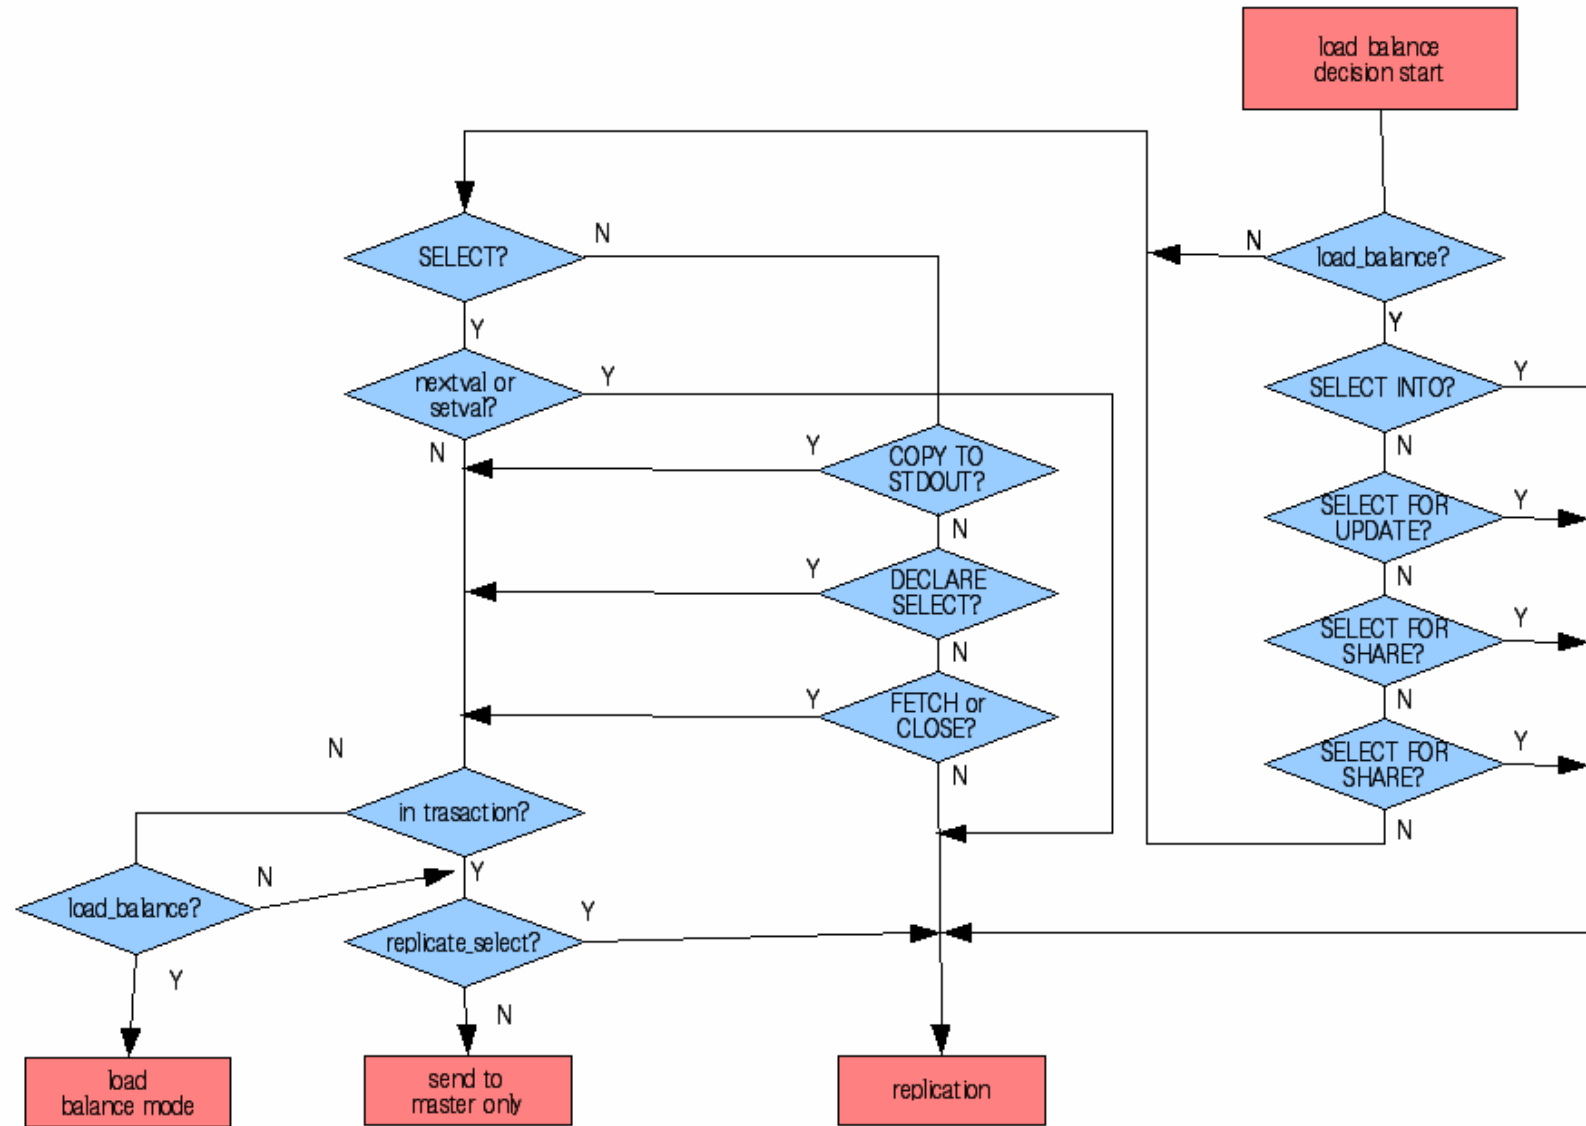 load balance
decision start
load_balance?
N
Y
SELECT INTO?
Y
N
SELECT FOR
UPDATE?
Y
N
SELECT FOR
SHARE?
Y
N
SELECT FOR
SHARE?
Y
N
SELECT?
N
Y
nextval or
setval?
Y
N
COPY TO
STDOUT?
Y
N
DECLARE
SELECT?
Y
N
FETCH or
CLOSE?
Y
N
in trasaction?
N
Y
load_balance?
N
Y
replicate_select?
Y
N
load
balance mode
send to
master only
replication